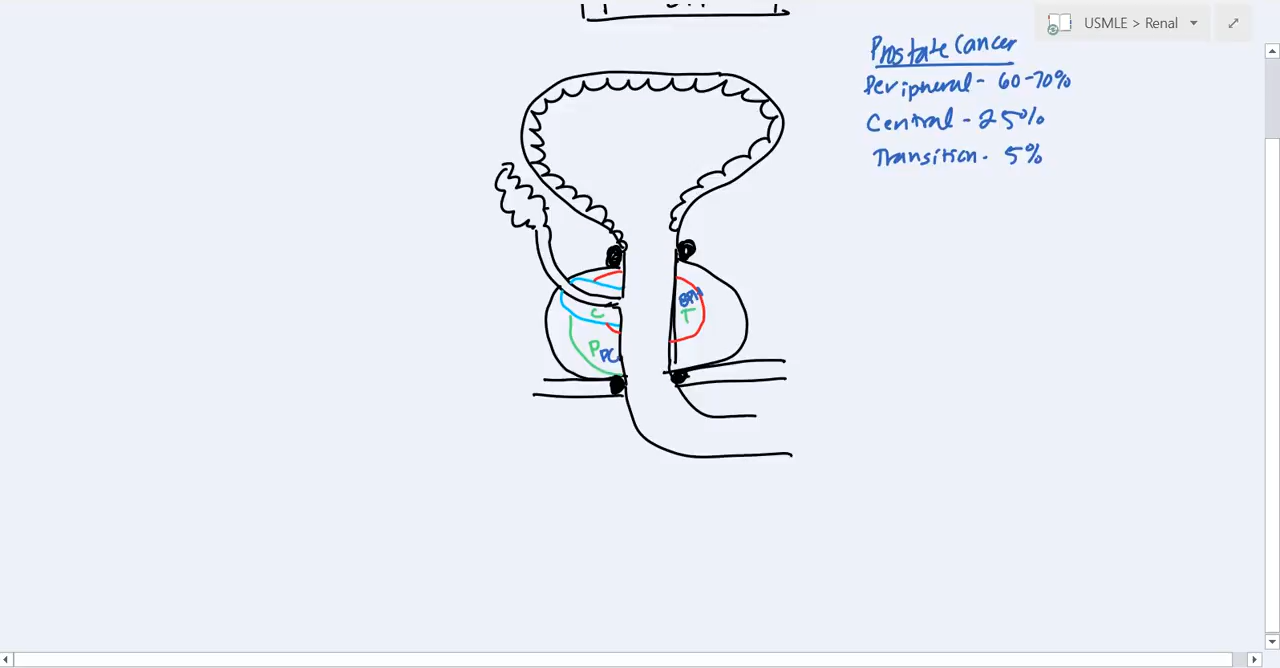 USMLE > Renal
Prostate Cancer
Peripheral - 60-70%
Central - 25%
Transition - 5%
BPH
C
T
P PC